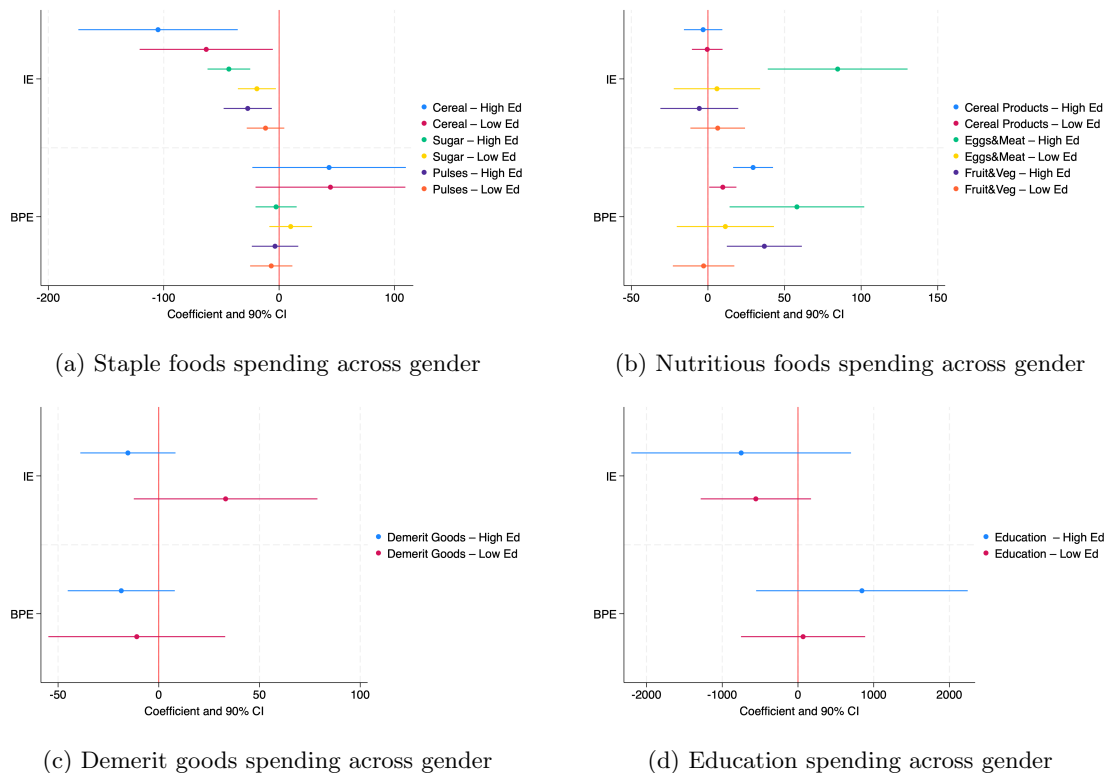 IE
BPE
-200 -100 0 100
Coefficient and 90% CI
Cereal – High Ed
Cereal – Low Ed
Sugar – High Ed
Sugar – Low Ed
Pulses – High Ed
Pulses – Low Ed
(a) Staple foods spending across gender
IE
BPE
-50 0 50 100 150
Coefficient and 90% CI
Cereal Products – High Ed
Cereal Products – Low Ed
Eggs&Meat – High Ed
Eggs&Meat – Low Ed
Fruit&Veg – High Ed
Fruit&Veg – Low Ed
(b) Nutritious foods spending across gender
IE
BPE
-50 0 50 100
Coefficient and 90% CI
Demerit Goods – High Ed
Demerit Goods – Low Ed
(c) Demerit goods spending across gender
IE
BPE
-2000 -1000 0 1000 2000
Coefficient and 90% CI
Education – High Ed
Education – Low Ed
(d) Education spending across gender